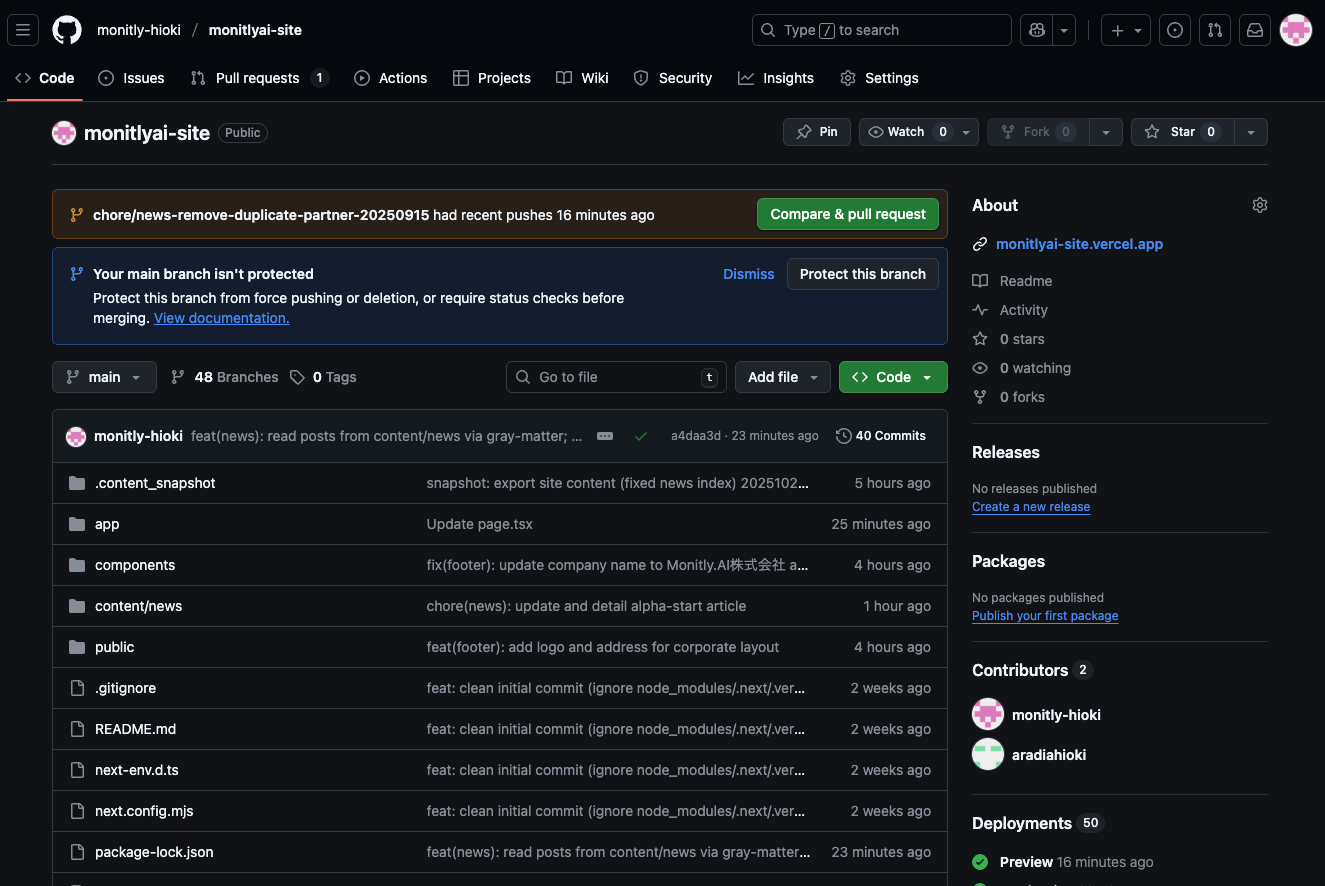 monitly-hioki / monitlyai-site
Type / to search
Code
Issues
Pull requests 1
Actions
Projects
Wiki
Security
Insights
Settings
monitlyai-site Public
Pin
Watch 0
Fork 0
Star 0
chore/news-remove-duplicate-partner-20250915 had recent pushes 16 minutes ago
Compare & pull request
Your main branch isn't protected
Dismiss
Protect this branch
Protect this branch from force pushing or deletion, or require status checks before
merging. View documentation.
main
48 Branches
0 Tags
Go to file t
Add file
Code
monitly-hioki feat(news): read posts from content/news via gray-matter; ... a4daa3d · 23 minutes ago 40 Commits
.content_snapshot snapshot: export site content (fixed news index) 2025102... 5 hours ago
app Update page.tsx 25 minutes ago
components fix(footer): update company name to Monitly.AI株式会社 a... 4 hours ago
content/news chore(news): update and detail alpha-start article 1 hour ago
public feat(footer): add logo and address for corporate layout 4 hours ago
.gitignore feat: clean initial commit (ignore node_modules/.next/.ver... 2 weeks ago
README.md feat: clean initial commit (ignore node_modules/.next/.ver... 2 weeks ago
next-env.d.ts feat: clean initial commit (ignore node_modules/.next/.ver... 2 weeks ago
next.config.mjs feat: clean initial commit (ignore node_modules/.next/.ver... 2 weeks ago
package-lock.json feat(news): read posts from content/news via gray-matter... 23 minutes ago
About
monitlyai-site.vercel.app
Readme
Activity
0 stars
0 watching
0 forks
Releases
No releases published
Create a new release
Packages
No packages published
Publish your first package
Contributors 2
monitly-hioki
aradiahioki
Deployments 50
Preview 16 minutes ago